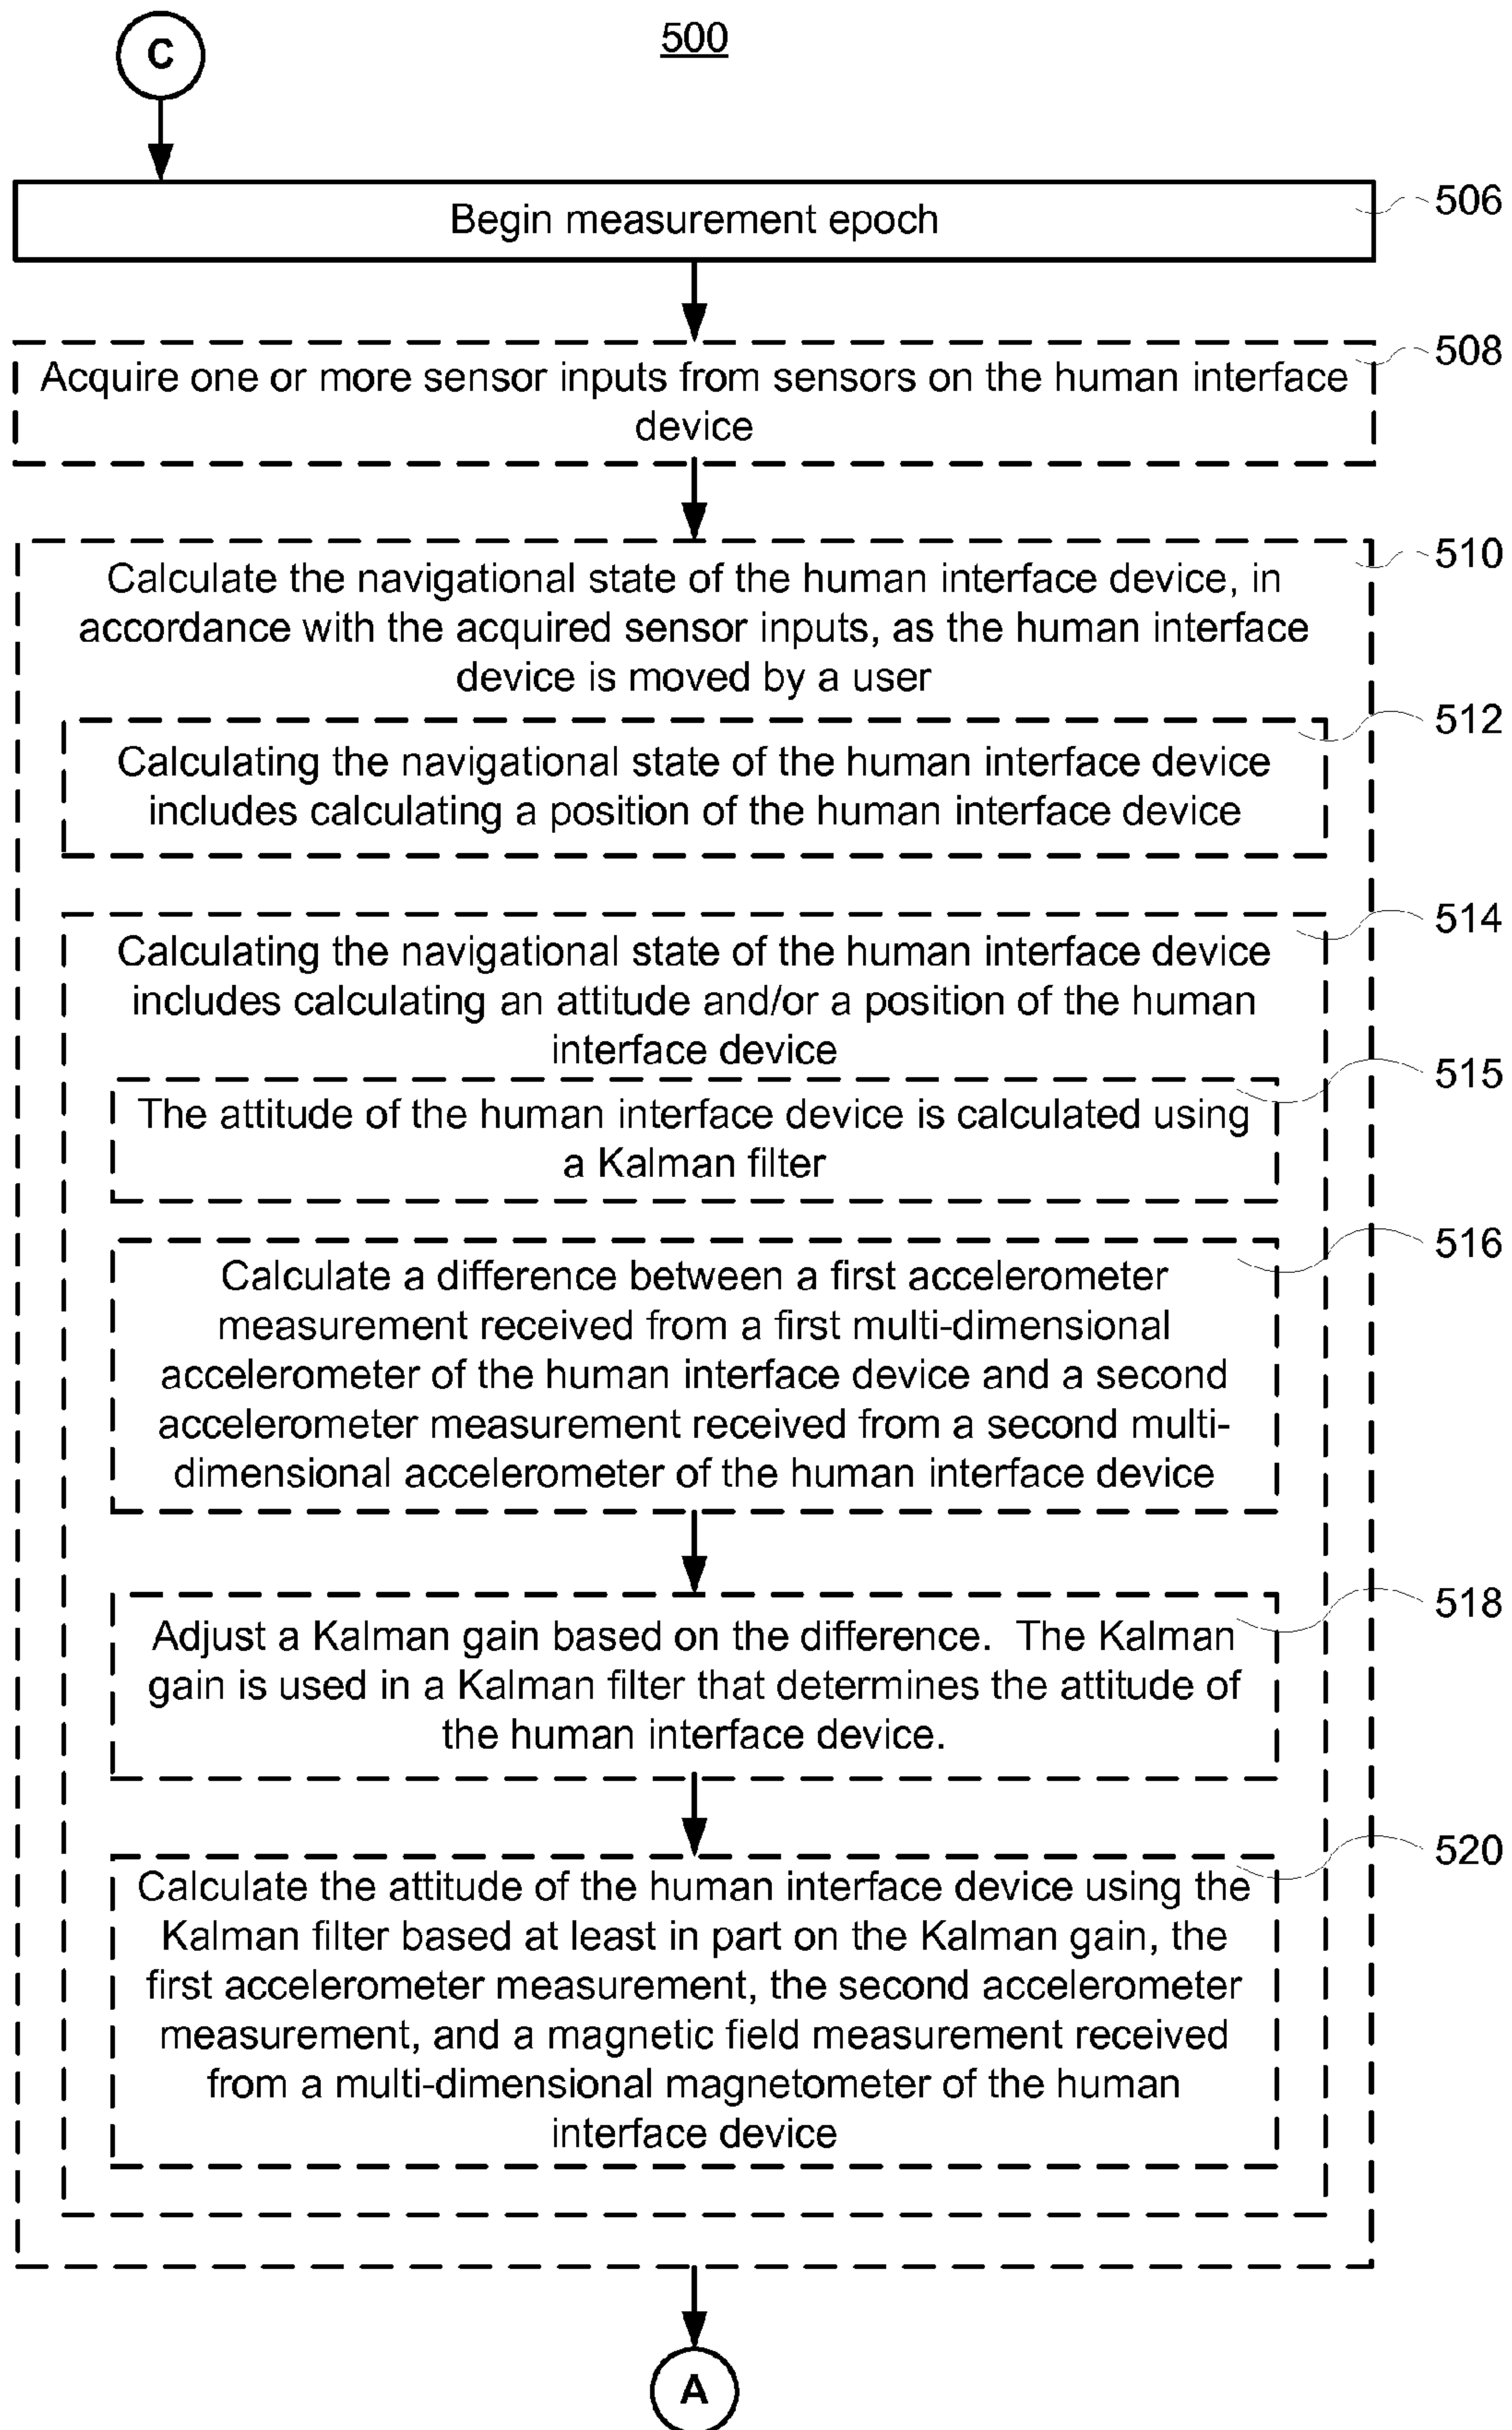 C
500
Begin measurement epoch
506
Acquire one or more sensor inputs from sensors on the human interface
device
508
Calculate the navigational state of the human interface device, in
accordance with the acquired sensor inputs, as the human interface
device is moved by a user
510
Calculating the navigational state of the human interface device
includes calculating a position of the human interface device
512
Calculating the navigational state of the human interface device
includes calculating an attitude and/or a position of the human
interface device
514
The attitude of the human interface device is calculated using
a Kalman filter
515
Calculate a difference between a first accelerometer
measurement received from a first multi-dimensional
accelerometer of the human interface device and a second
accelerometer measurement received from a second multi-
dimensional accelerometer of the human interface device
516
Adjust a Kalman gain based on the difference.  The Kalman
gain is used in a Kalman filter that determines the attitude of
the human interface device.
518
Calculate the attitude of the human interface device using the
Kalman filter based at least in part on the Kalman gain, the
first accelerometer measurement, the second accelerometer
measurement, and a magnetic field measurement received
from a multi-dimensional magnetometer of the human
interface device
520
A